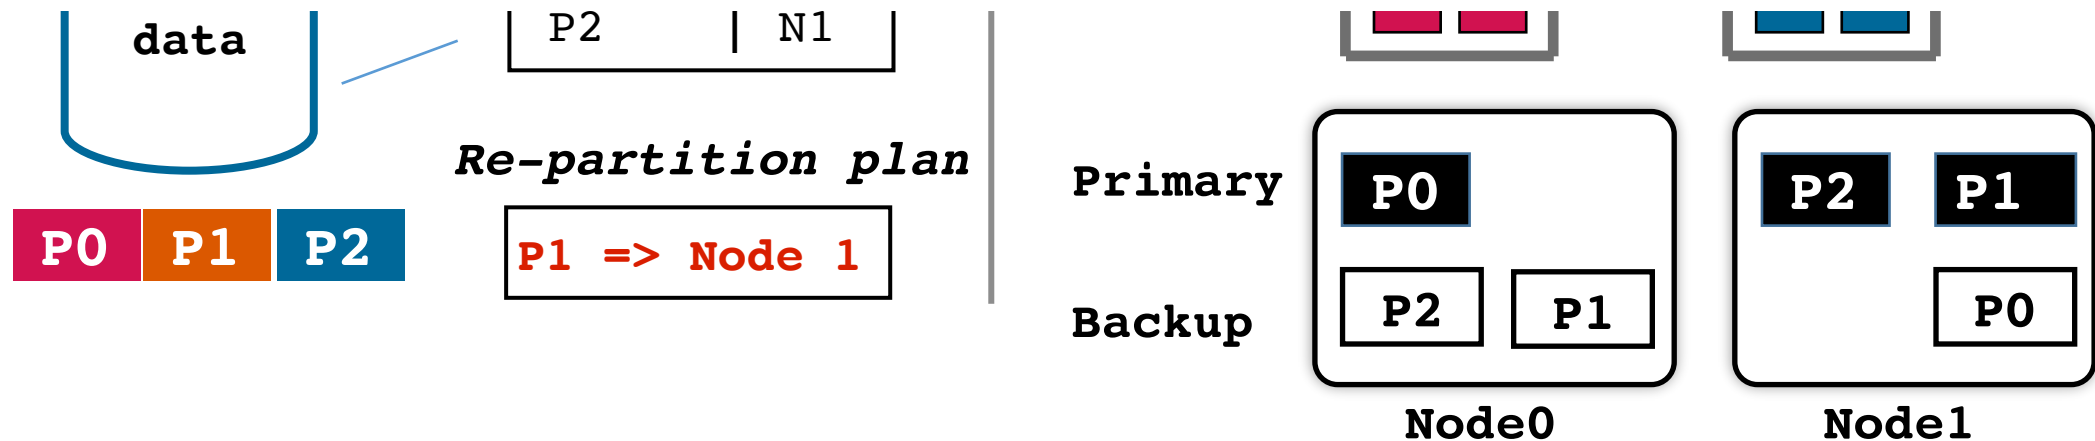 data
P2 | N1
Re-partition plan
P0 P1 P2
P1 => Node 1
Primary
P0
P2 P1
Backup
P2 P1
P0
Node0
Node1